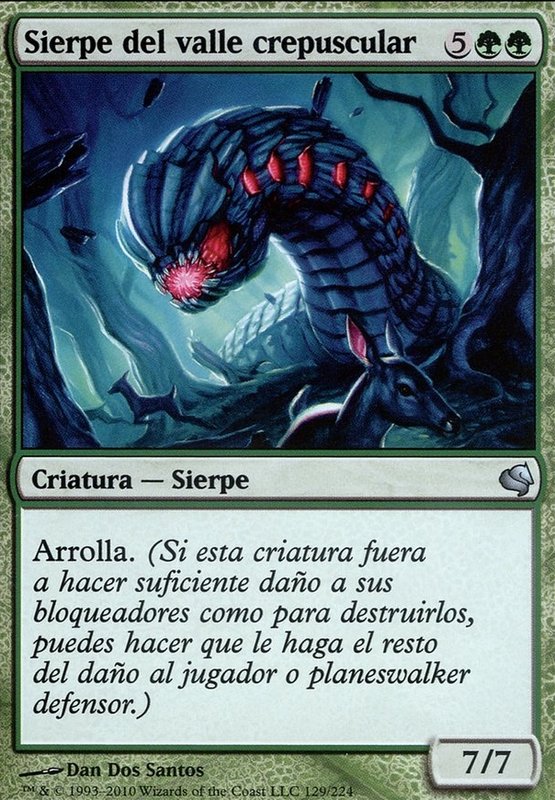 Sierpe del valle crepuscular 5
Criatura — Sierpe
Arrolla. (Si esta criatura fuera
a hacer suficiente daño a sus
bloqueadores como para destruirlos,
puedes hacer que le haga el resto
del daño al jugador o planeswalker
defensor.)
7/7
Dan Dos Santos
™ & © 1993–2010 Wizards of the Coast LLC 129/224